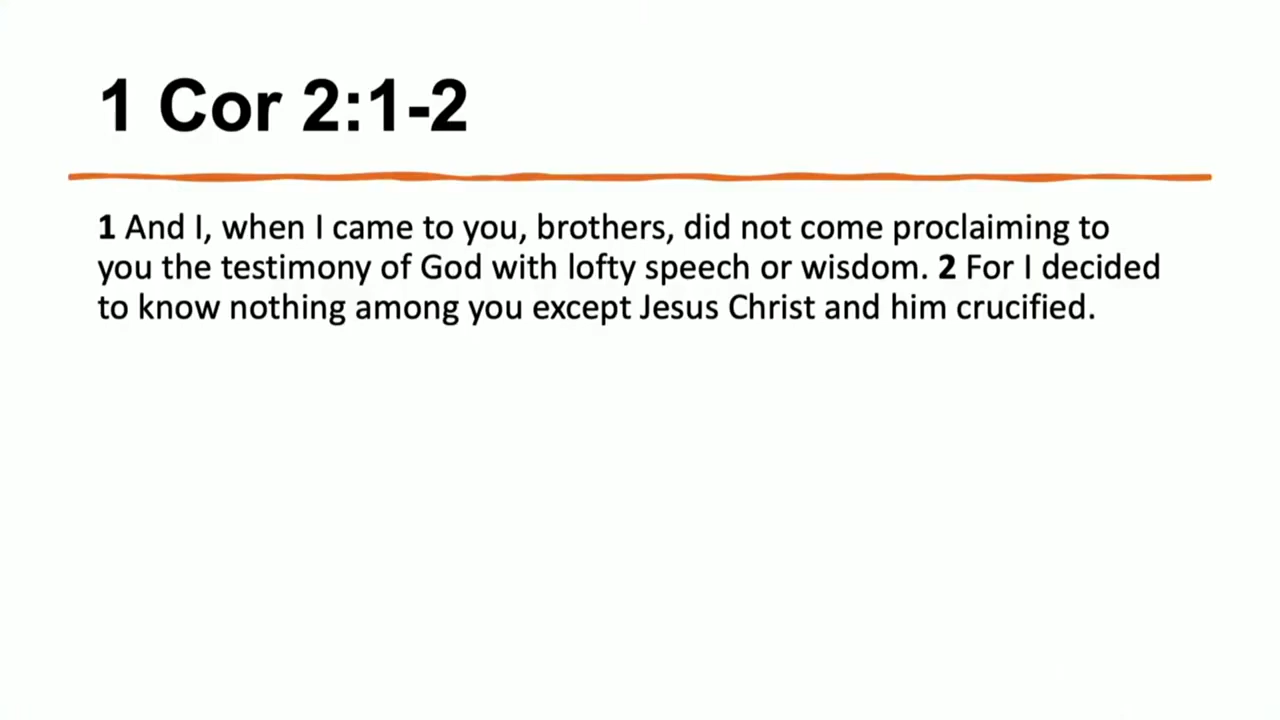 1 Cor 2:1-2
1 And I, when I came to you, brothers, did not come proclaiming to
you the testimony of God with lofty speech or wisdom. 2 For I decided
to know nothing among you except Jesus Christ and him crucified.